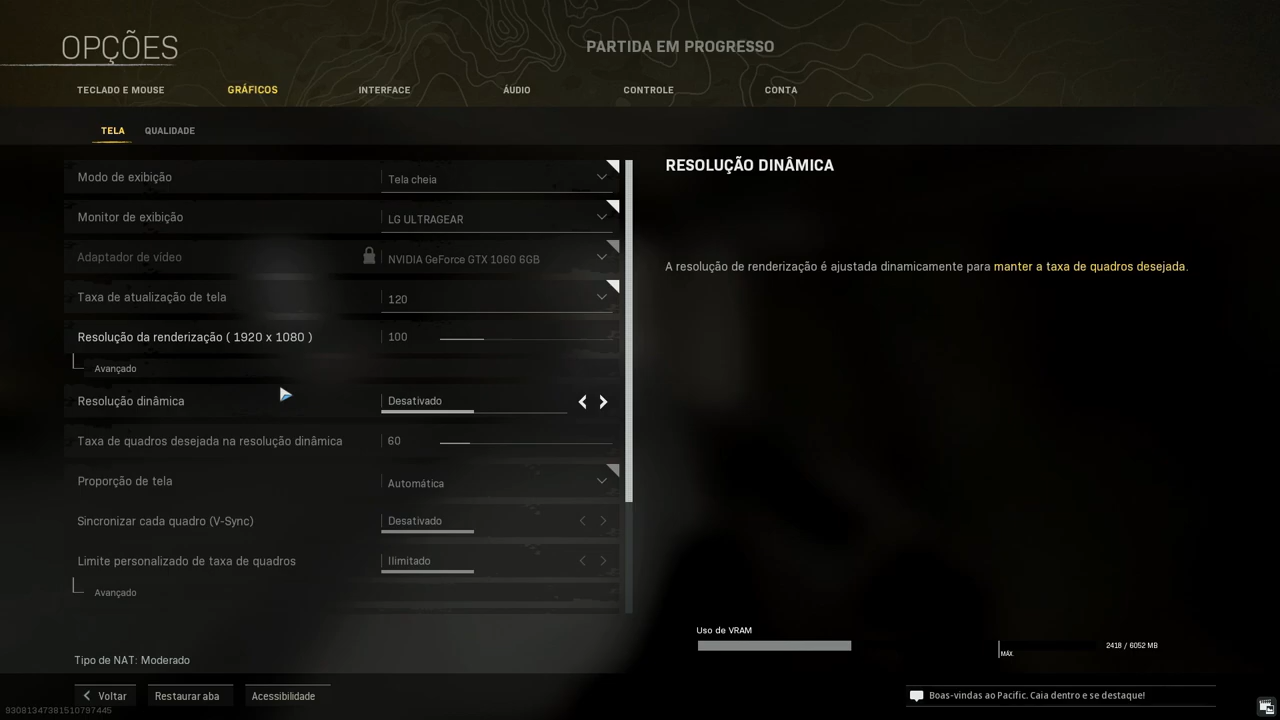 OPÇÕES
PARTIDA EM PROGRESSO
TECLADO E MOUSE
GRÁFICOS
INTERFACE
ÁUDIO
CONTROLE
CONTA
TELA
QUALIDADE
Modo de exibição
Tela cheia
Monitor de exibição
LG ULTRAGEAR
Adaptador de vídeo
NVIDIA GeForce GTX 1060 6GB
Taxa de atualização de tela
120
Resolução da renderização ( 1920 x 1080 )
100
Avançado
Resolução dinâmica
Desativado
Taxa de quadros desejada na resolução dinâmica
60
Proporção de tela
Automática
Sincronizar cada quadro (V-Sync)
Desativado
Limite personalizado de taxa de quadros
Ilimitado
Avançado
RESOLUÇÃO DINÂMICA
A resolução de renderização é ajustada dinamicamente para manter a taxa de quadros desejada.
Uso de VRAM
MÁX.
2418 / 6052 MB
Tipo de NAT: Moderado
Voltar
Restaurar aba
Acessibilidade
Boas-vindas ao Pacific. Caia dentro e se destaque!
93081347381510797445